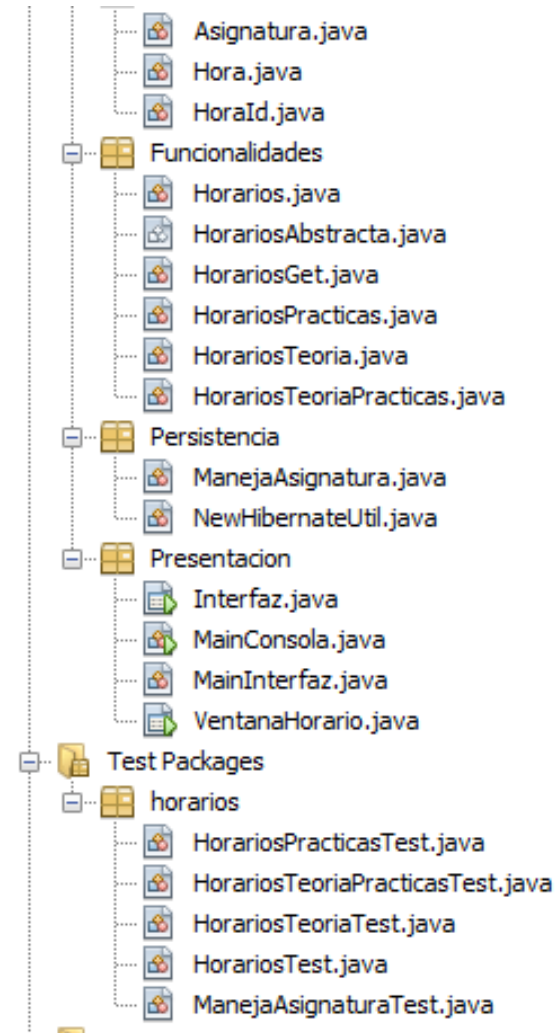 Asignatura.java
Hora.java
HoraId.java
Funcionalidades
Horarios.java
HorariosAbstracta.java
HorariosGet.java
HorariosPracticas.java
HorariosTeoria.java
HorariosTeoriaPracticas.java
Persistencia
ManejaAsignatura.java
NewHibernateUtil.java
Presentacion
Interfaz.java
MainConsola.java
MainInterfaz.java
VentanaHorario.java
Test Packages
horarios
HorariosPracticasTest.java
HorariosTeoriaPracticasTest.java
HorariosTeoriaTest.java
HorariosTest.java
ManejaAsignaturaTest.java